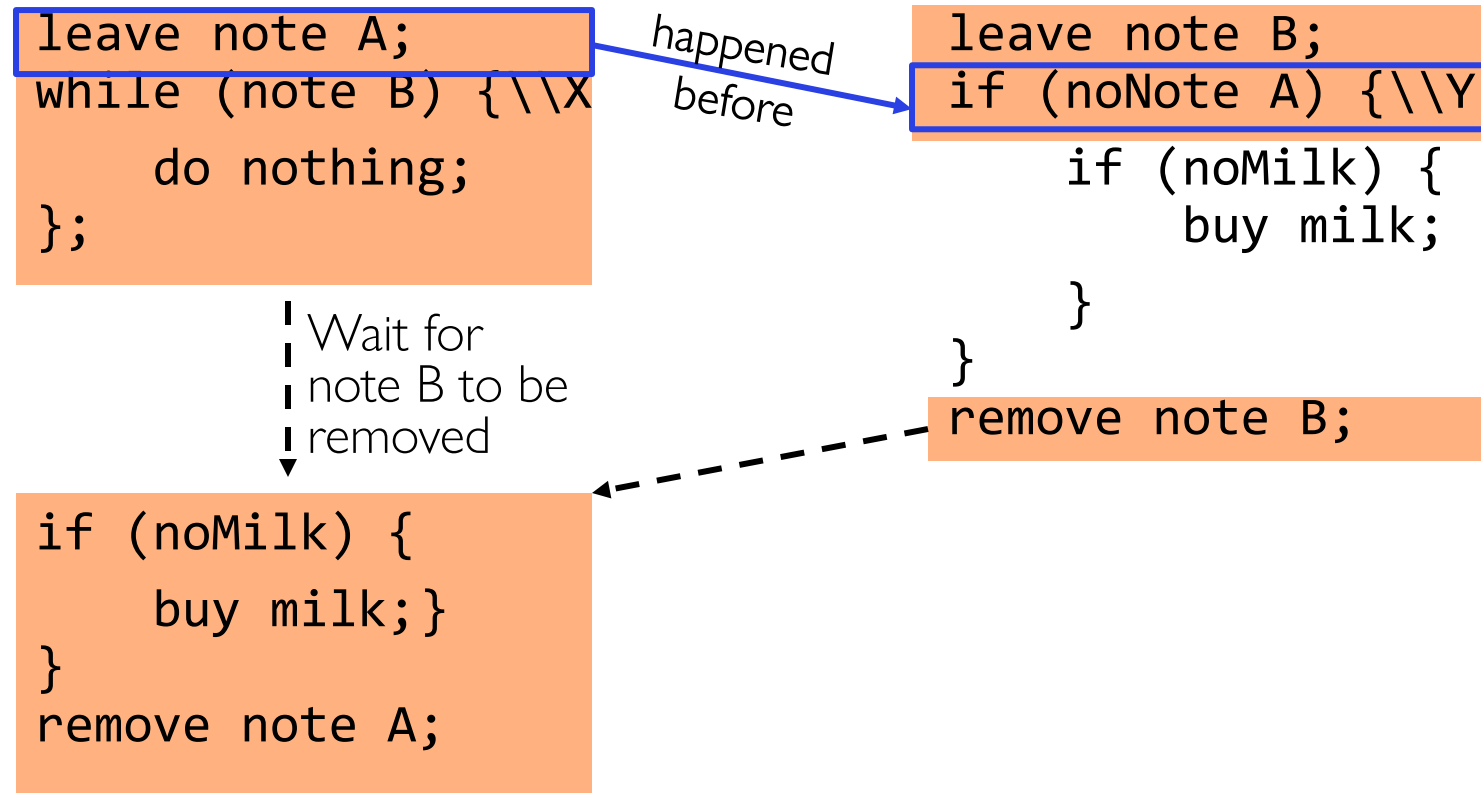 leave note A;
while (note B) {\\X
    do nothing;
};
happened
before
leave note B;
if (noNote A) {\\Y
    if (noMilk) {
        buy milk;
    }
}
remove note B;
Wait for
note B to be
removed
if (noMilk) {
    buy milk;}
}
remove note A;